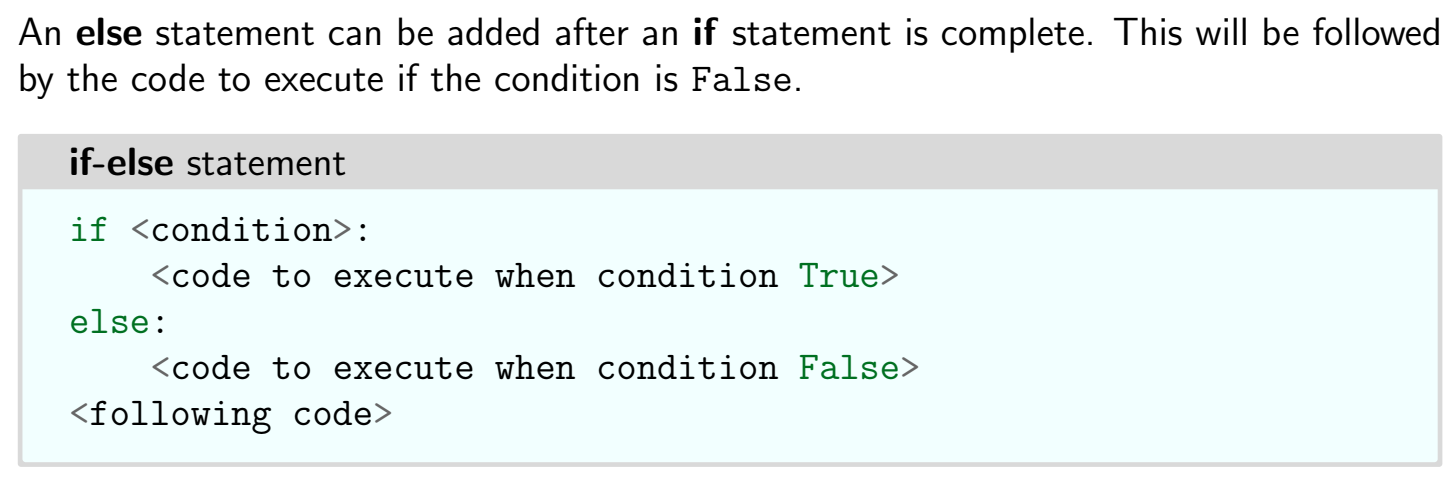 An else statement can be added after an if statement is complete. This will be followed
by the code to execute if the condition is False.
if-else statement
if <condition>:
    <code to execute when condition True>
else:
    <code to execute when condition False>
<following code>